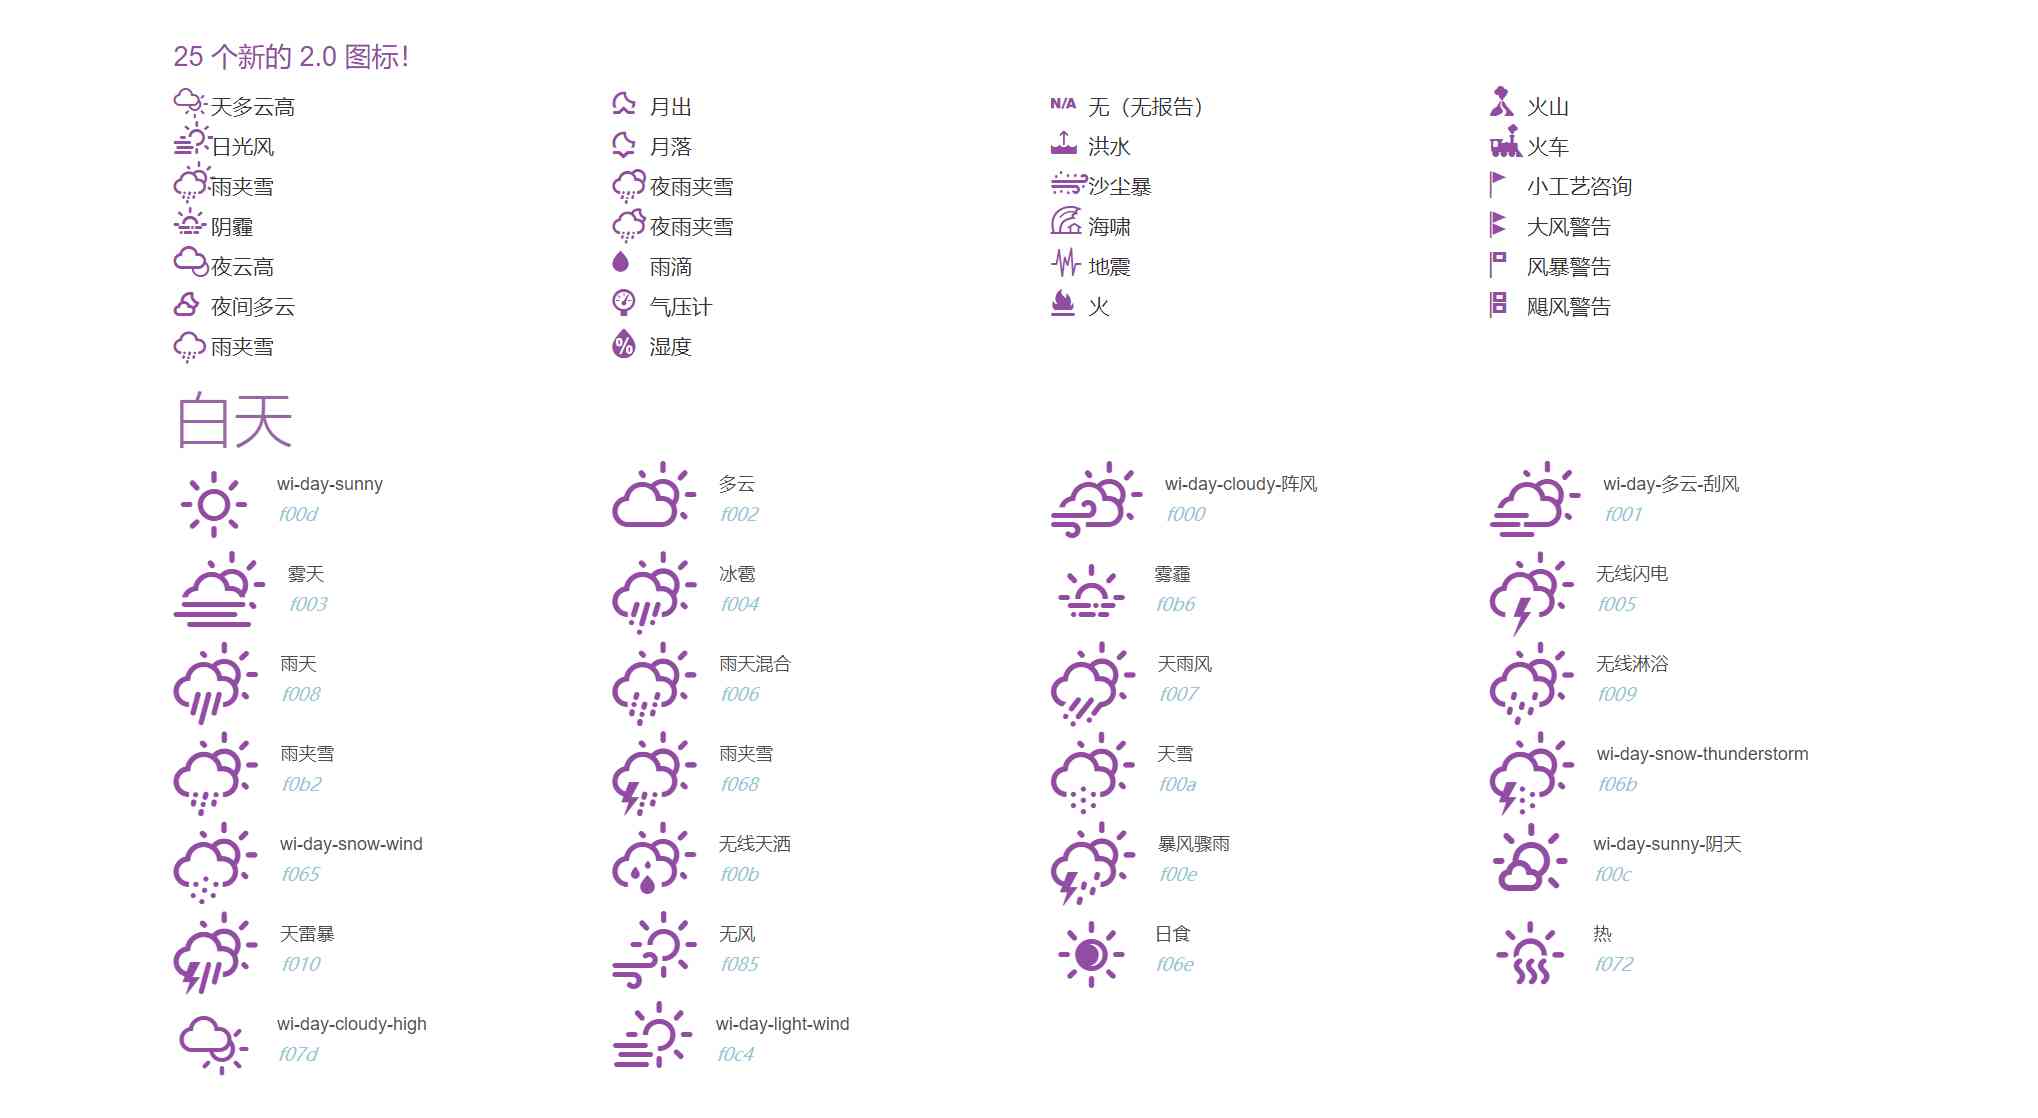 25 个新的 2.0 图标!
天多云高
日光风
雨夹雪
阴霾
夜云高
夜间多云
雨夹雪
月出
月落
夜雨夹雪
夜雨夹雪
雨滴
气压计
湿度
N/A 无（无报告）
洪水
沙尘暴
海啸
地震
火
火山
火车
小工艺咨询
大风警告
风暴警告
飓风警告
白天
wi-day-sunny
f00d
多云
f002
wi-day-cloudy-阵风
f000
wi-day-多云-刮风
f001
雾天
f003
冰雹
f004
雾霾
f0b6
无线闪电
f005
雨天
f008
雨天混合
f006
天雨风
f007
无线淋浴
f009
雨夹雪
f0b2
雨夹雪
f068
天雪
f00a
wi-day-snow-thunderstorm
f06b
wi-day-snow-wind
f065
无线天洒
f00b
暴风骤雨
f00e
wi-day-sunny-阴天
f00c
天雷暴
f010
无风
f085
日食
f06e
热
f072
wi-day-cloudy-high
f07d
wi-day-light-wind
f0c4